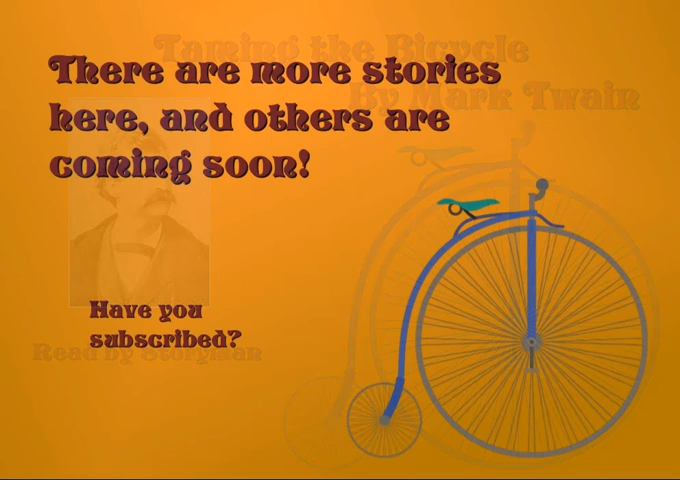 Taming the Bicycle
By Mark Twain
There are more stories
here, and others are
coming soon!
Have you
subscribed?
Read by Storyman